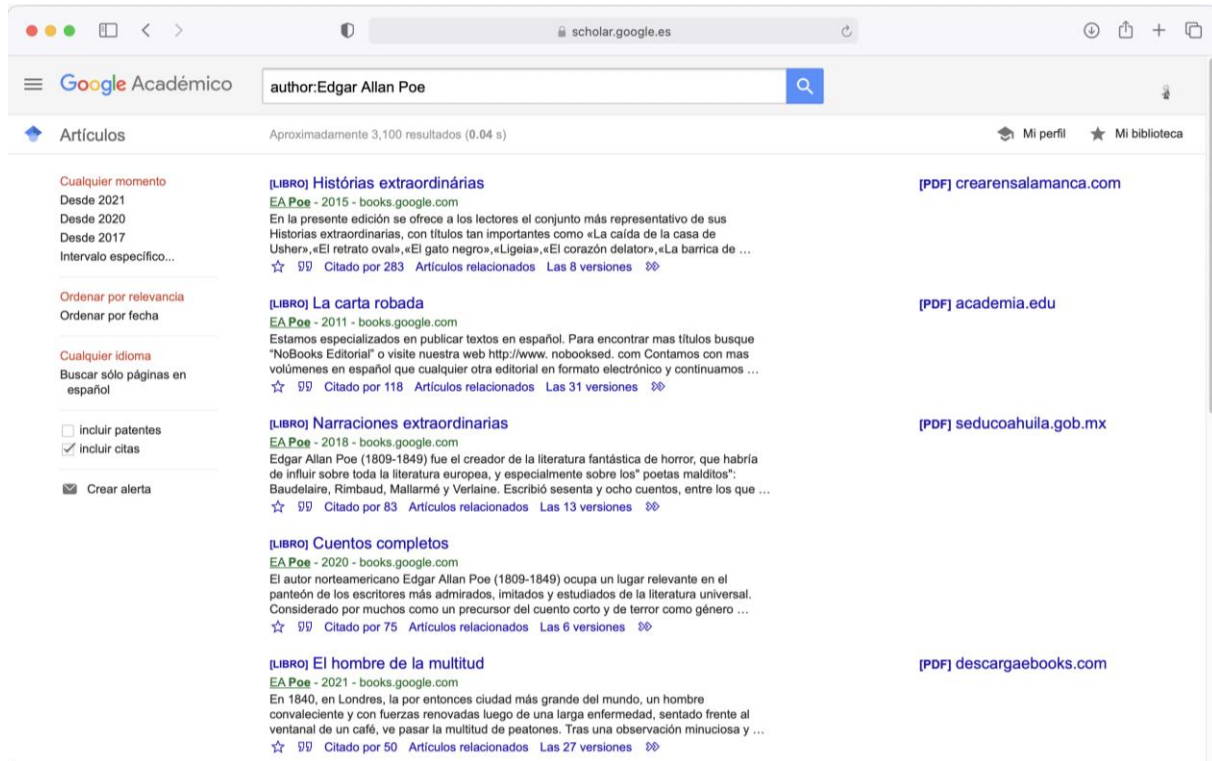 scholar.google.es
Google Académico
author:Edgar Allan Poe
Artículos
Aproximadamente 3,100 resultados (0.04 s)
Mi perfil
Mi biblioteca
Cualquier momento
Desde 2021
Desde 2020
Desde 2017
Intervalo específico...
Ordenar por relevancia
Ordenar por fecha
Cualquier idioma
Buscar sólo páginas en
español
incluir patentes
incluir citas
Crear alerta
[LIBRO] Histórias extraordinárias
EA Poe - 2015 - books.google.com
En la presente edición se ofrece a los lectores el conjunto más representativo de sus
Historias extraordinarias, con títulos tan importantes como «La caída de la casa de
Usher»,«El retrato oval»,«El gato negro»,«Ligeia»,«El corazón delator»,«La barrica de …
Citado por 283 Artículos relacionados Las 8 versiones
[PDF] crearensalamanca.com
[LIBRO] La carta robada
EA Poe - 2011 - books.google.com
Estamos especializados en publicar textos en español. Para encontrar mas títulos busque
"NoBooks Editorial" o visite nuestra web http://www. nobooksed. com Contamos con mas
volúmenes en español que cualquier otra editorial en formato electrónico y continuamos …
Citado por 118 Artículos relacionados Las 31 versiones
[PDF] academia.edu
[LIBRO] Narraciones extraordinarias
EA Poe - 2018 - books.google.com
Edgar Allan Poe (1809-1849) fue el creador de la literatura fantástica de horror, que habría
de influir sobre toda la literatura europea, y especialmente sobre los" poetas malditos":
Baudelaire, Rimbaud, Mallarmé y Verlaine. Escribió sesenta y ocho cuentos, entre los que …
Citado por 83 Artículos relacionados Las 13 versiones
[PDF] seducoahuila.gob.mx
[LIBRO] Cuentos completos
EA Poe - 2020 - books.google.com
El autor norteamericano Edgar Allan Poe (1809-1849) ocupa un lugar relevante en el
panteón de los escritores más admirados, imitados y estudiados de la literatura universal.
Considerado por muchos como un precursor del cuento corto y de terror como género …
Citado por 75 Artículos relacionados Las 6 versiones
[LIBRO] El hombre de la multitud
EA Poe - 2021 - books.google.com
En 1840, en Londres, la por entonces ciudad más grande del mundo, un hombre
convaleciente y con fuerzas renovadas luego de una larga enfermedad, sentado frente al
ventanal de un café, ve pasar la multitud de peatones. Tras una observación minuciosa y …
Citado por 50 Artículos relacionados Las 27 versiones
[PDF] descargaebooks.com